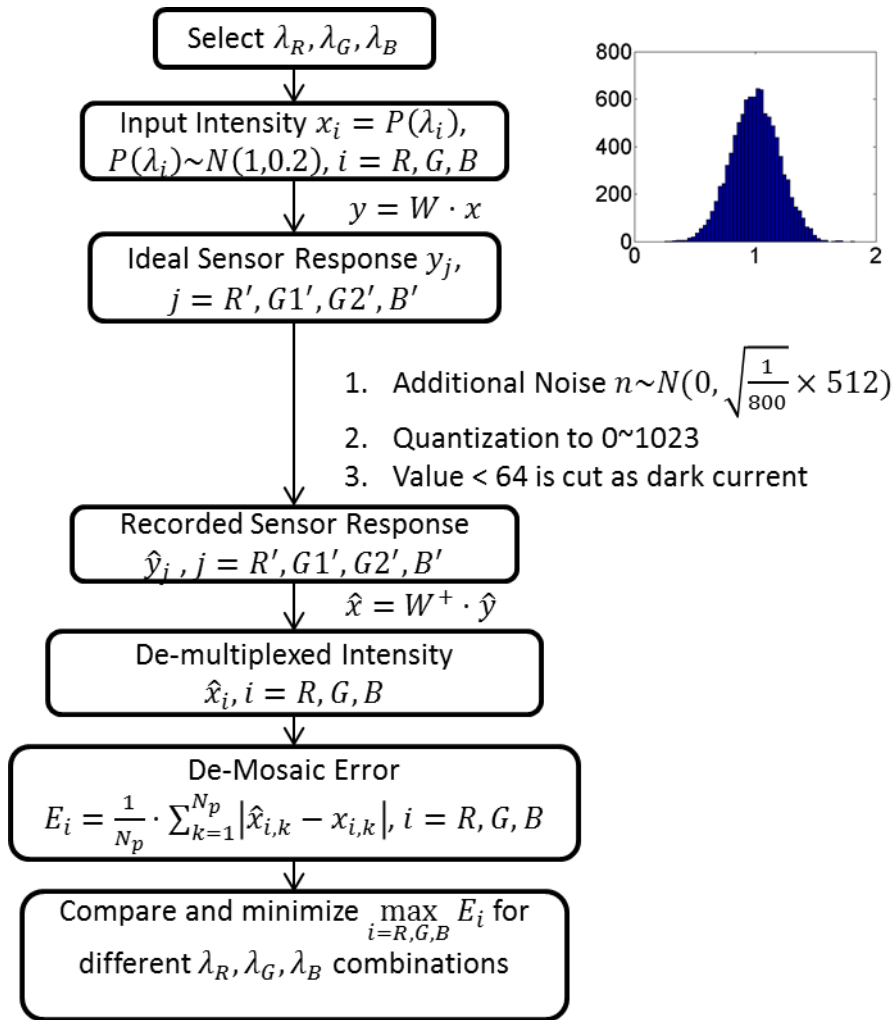 Select λ_R, λ_G, λ_B
Input Intensity x_i = P(λ_i),
P(λ_i)~N(1,0.2), i = R, G, B
y = W · x
Ideal Sensor Response y_j,
j = R′, G1′, G2′, B′
800
600
400
200
0
0
1
2
1. Additional Noise n~N(0, √(1/800) × 512)
2. Quantization to 0~1023
3. Value < 64 is cut as dark current
Recorded Sensor Response
ŷ_j , j = R′, G1′, G2′, B′
x̂ = W⁺ · ŷ
De-multiplexed Intensity
x̂_i, i = R, G, B
De-Mosaic Error
E_i = 1/N_p · ∑_{k=1}^{N_p} |x̂_{i,k} − x_{i,k}|, i = R, G, B
Compare and minimize max_{i=R,G,B} E_i for
different λ_R, λ_G, λ_B combinations